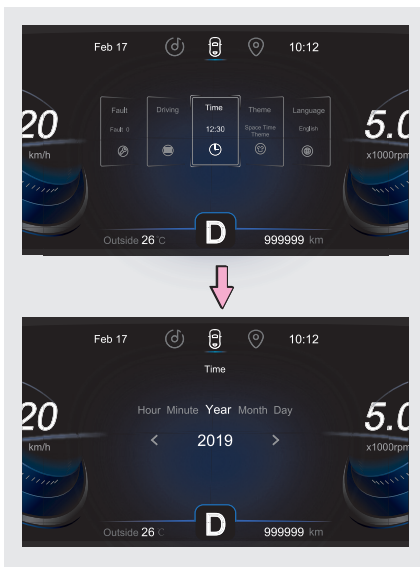 Feb 17 10:12
Fault Driving Time Theme Language
Fault 0 12:30 Space Time Theme English
20 km/h
5.0 x1000rpm
Outside 26°C D 999999 km
Feb 17 10:12
Time
Hour Minute Year Month Day
< 2019 >
20 km/h
5.0 x1000rpm
Outside 26°C D 999999 km